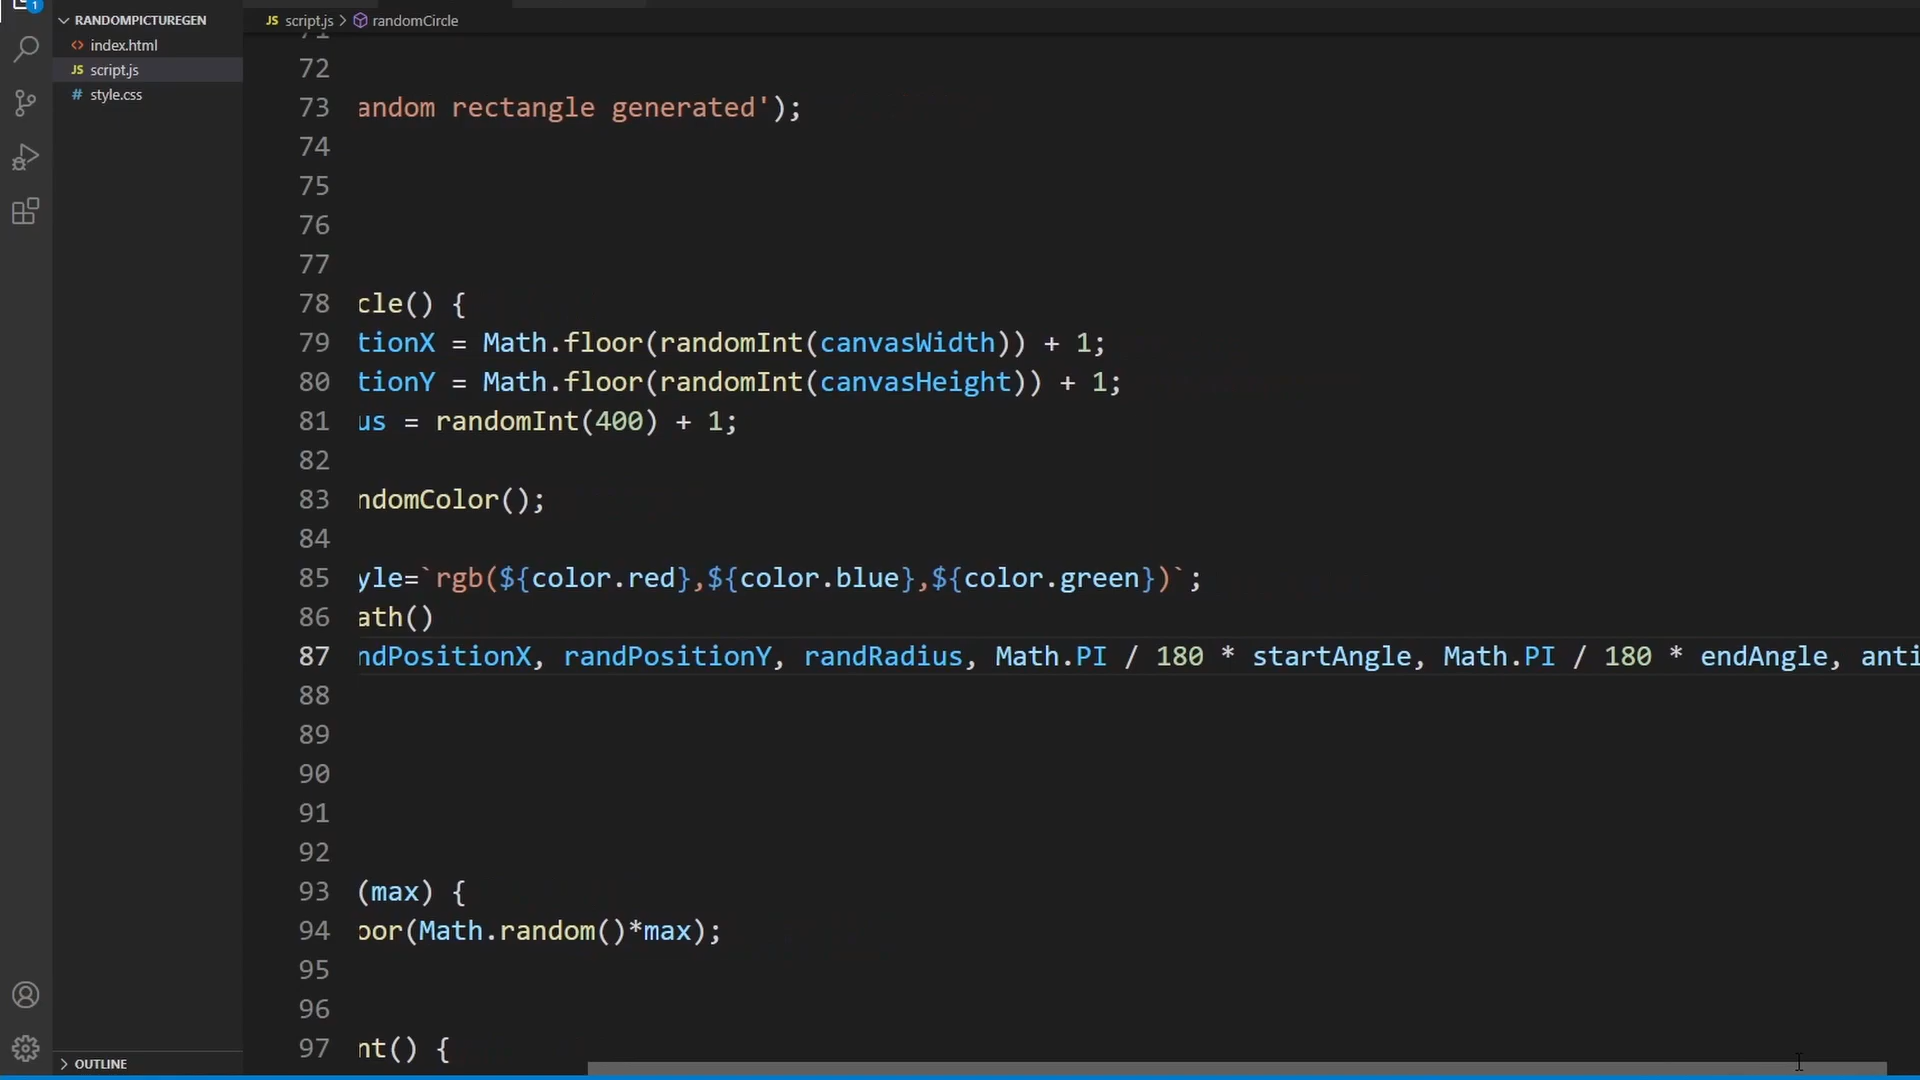 1
RANDOMPICTUREGEN
index.html
JS script.js
# style.css
OUTLINE
JS script.js > randomCircle
71
72
73 andom rectangle generated');
74
75
76
77
78 cle() {
79 tionX = Math.floor(randomInt(canvasWidth)) + 1;
80 tionY = Math.floor(randomInt(canvasHeight)) + 1;
81 us = randomInt(400) + 1;
82
83 ndomColor();
84
85 yle=`rgb(${color.red},${color.blue},${color.green})`;
86 ath()
87 ndPositionX, randPositionY, randRadius, Math.PI / 180 * startAngle, Math.PI / 180 * endAngle, anti
88
89
90
91
92
93 (max) {
94 oor(Math.random()*max);
95
96
97 nt() {